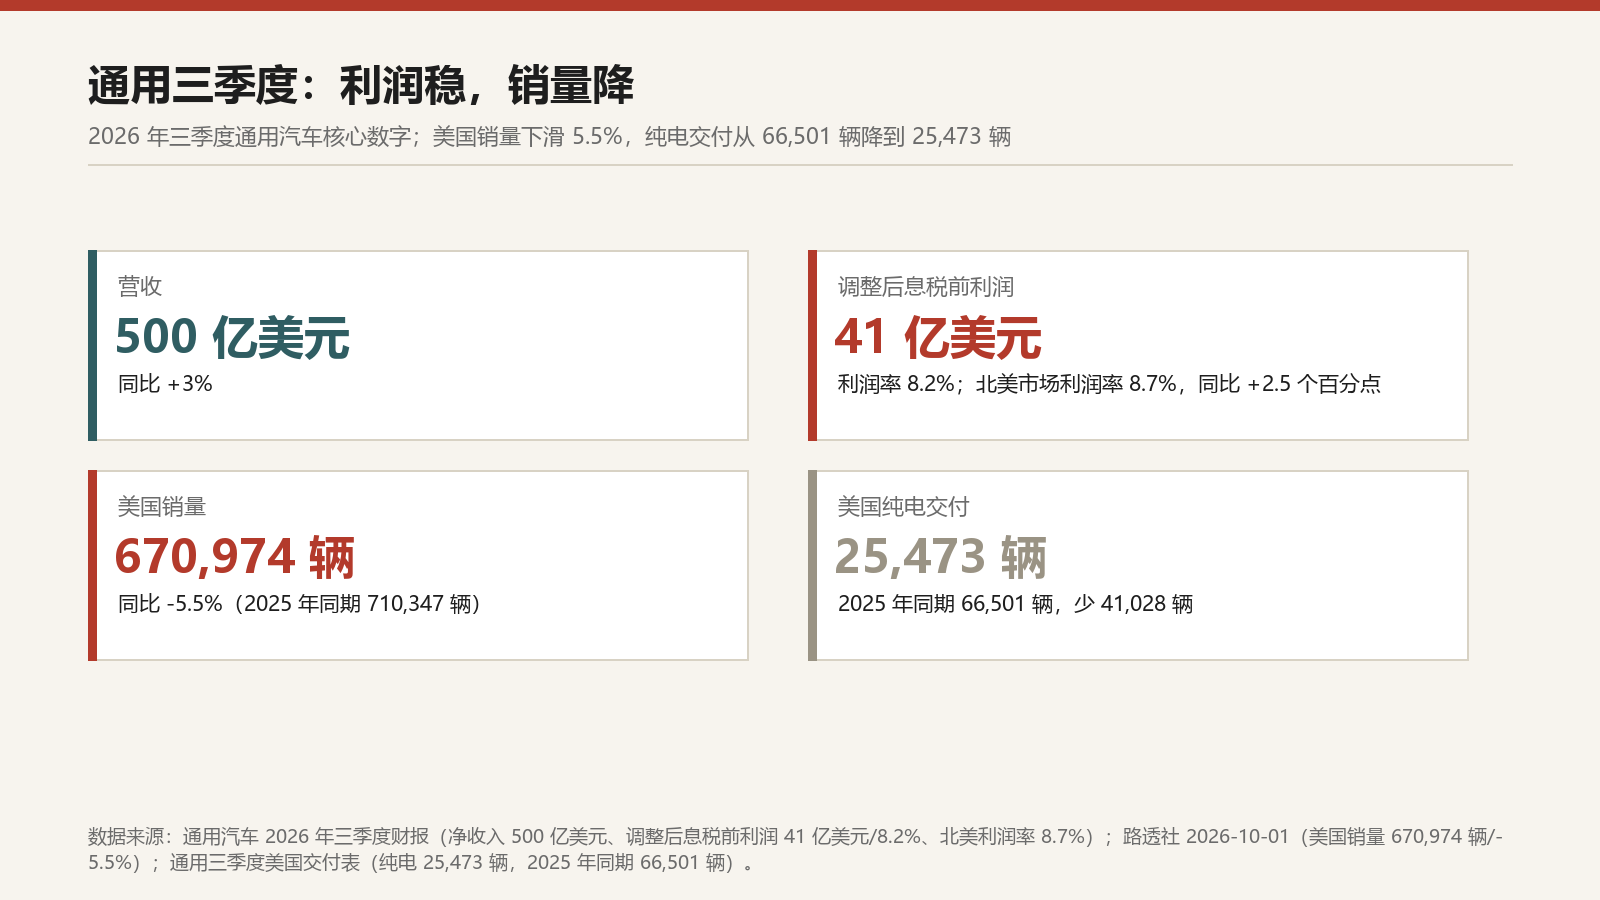 通用三季度：利润稳，销量降
2026 年三季度通用汽车核心数字；美国销量下滑 5.5%，纯电交付从 66,501 辆降到 25,473 辆
营收
500 亿美元
同比 +3%
调整后息税前利润
41 亿美元
利润率 8.2%；北美市场利润率 8.7%，同比 +2.5 个百分点
美国销量
670,974 辆
同比 -5.5%（2025 年同期 710,347 辆）
美国纯电交付
25,473 辆
2025 年同期 66,501 辆，少 41,028 辆
数据来源：通用汽车 2026 年三季度财报（净收入 500 亿美元、调整后息税前利润 41 亿美元/8.2%、北美利润率 8.7%）；路透社 2026-10-01（美国销量 670,974 辆/-
5.5%）；通用三季度美国交付表（纯电 25,473 辆，2025 年同期 66,501 辆）。